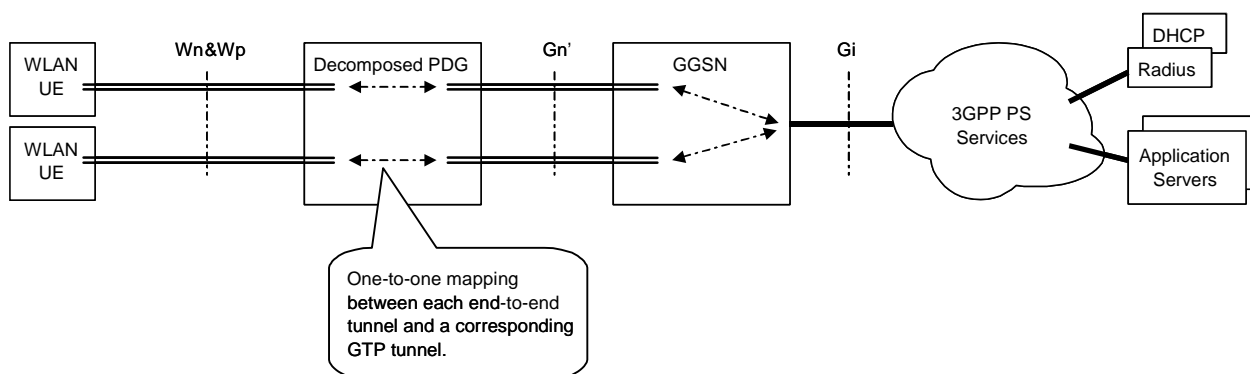 WLAN
UE
Wn&Wp
Decomposed PDG
Gn’
GGSN
Gi
DHCP
Radius
3GPP PS
Services
WLAN
UE
Application
Servers
One-to-one mapping
between each end-to-end
tunnel and a corresponding
GTP tunnel.